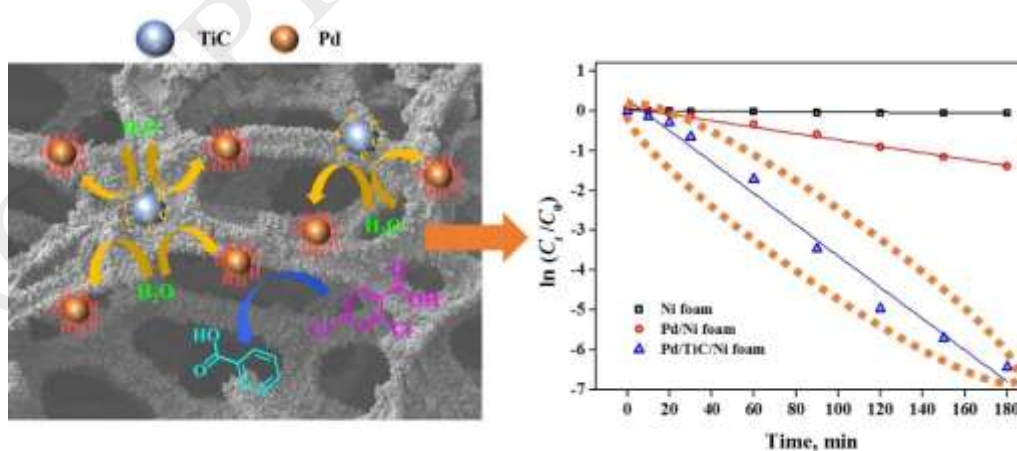 TiC Pd
H₂O
H₂O
H₂O
HO
O
OH
ln (Cₜ/C₀)
1
0
-1
-2
-3
-4
-5
-6
-7
Ni foam
Pd/Ni foam
Pd/TiC/Ni foam
0 20 40 60 80 100 120 140 160 180
Time, min